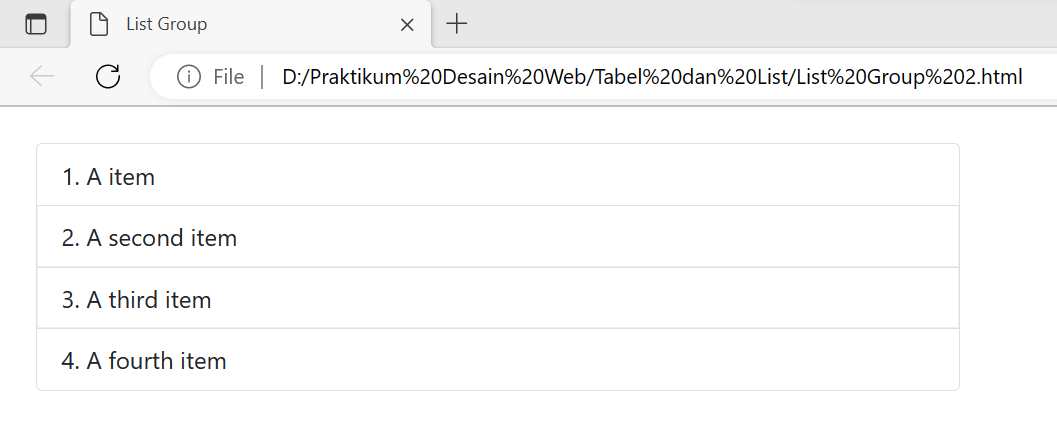 List Group
File
D:/Praktikum%20Desain%20Web/Tabel%20dan%20List/List%20Group%202.html
1. A item
2. A second item
3. A third item
4. A fourth item